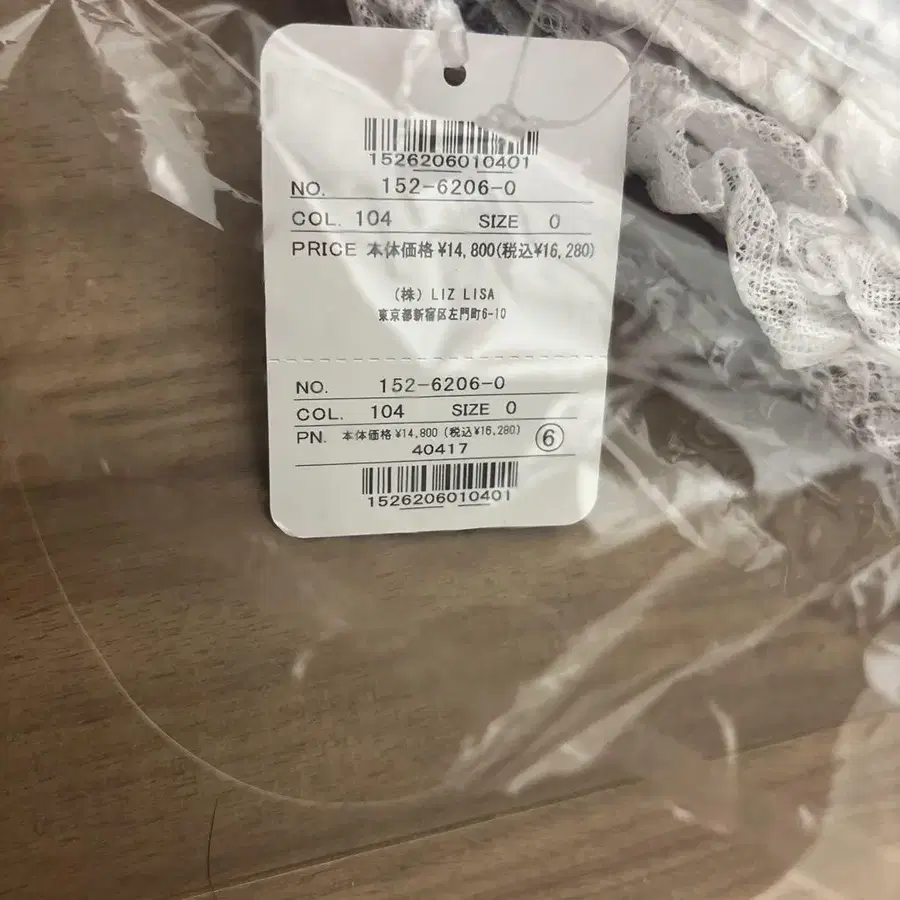 1526206010401
NO. 152-6206-0
COL. 104 SIZE 0
PRICE 本体価格¥14,800(税込¥16,280)
(株) LIZ LISA
東京都新宿区左門町6-10
NO. 152-6206-0
COL. 104 SIZE 0
PN. 本体価格¥14,800 (税込¥16,280)
40417 ⑥
1526206010401